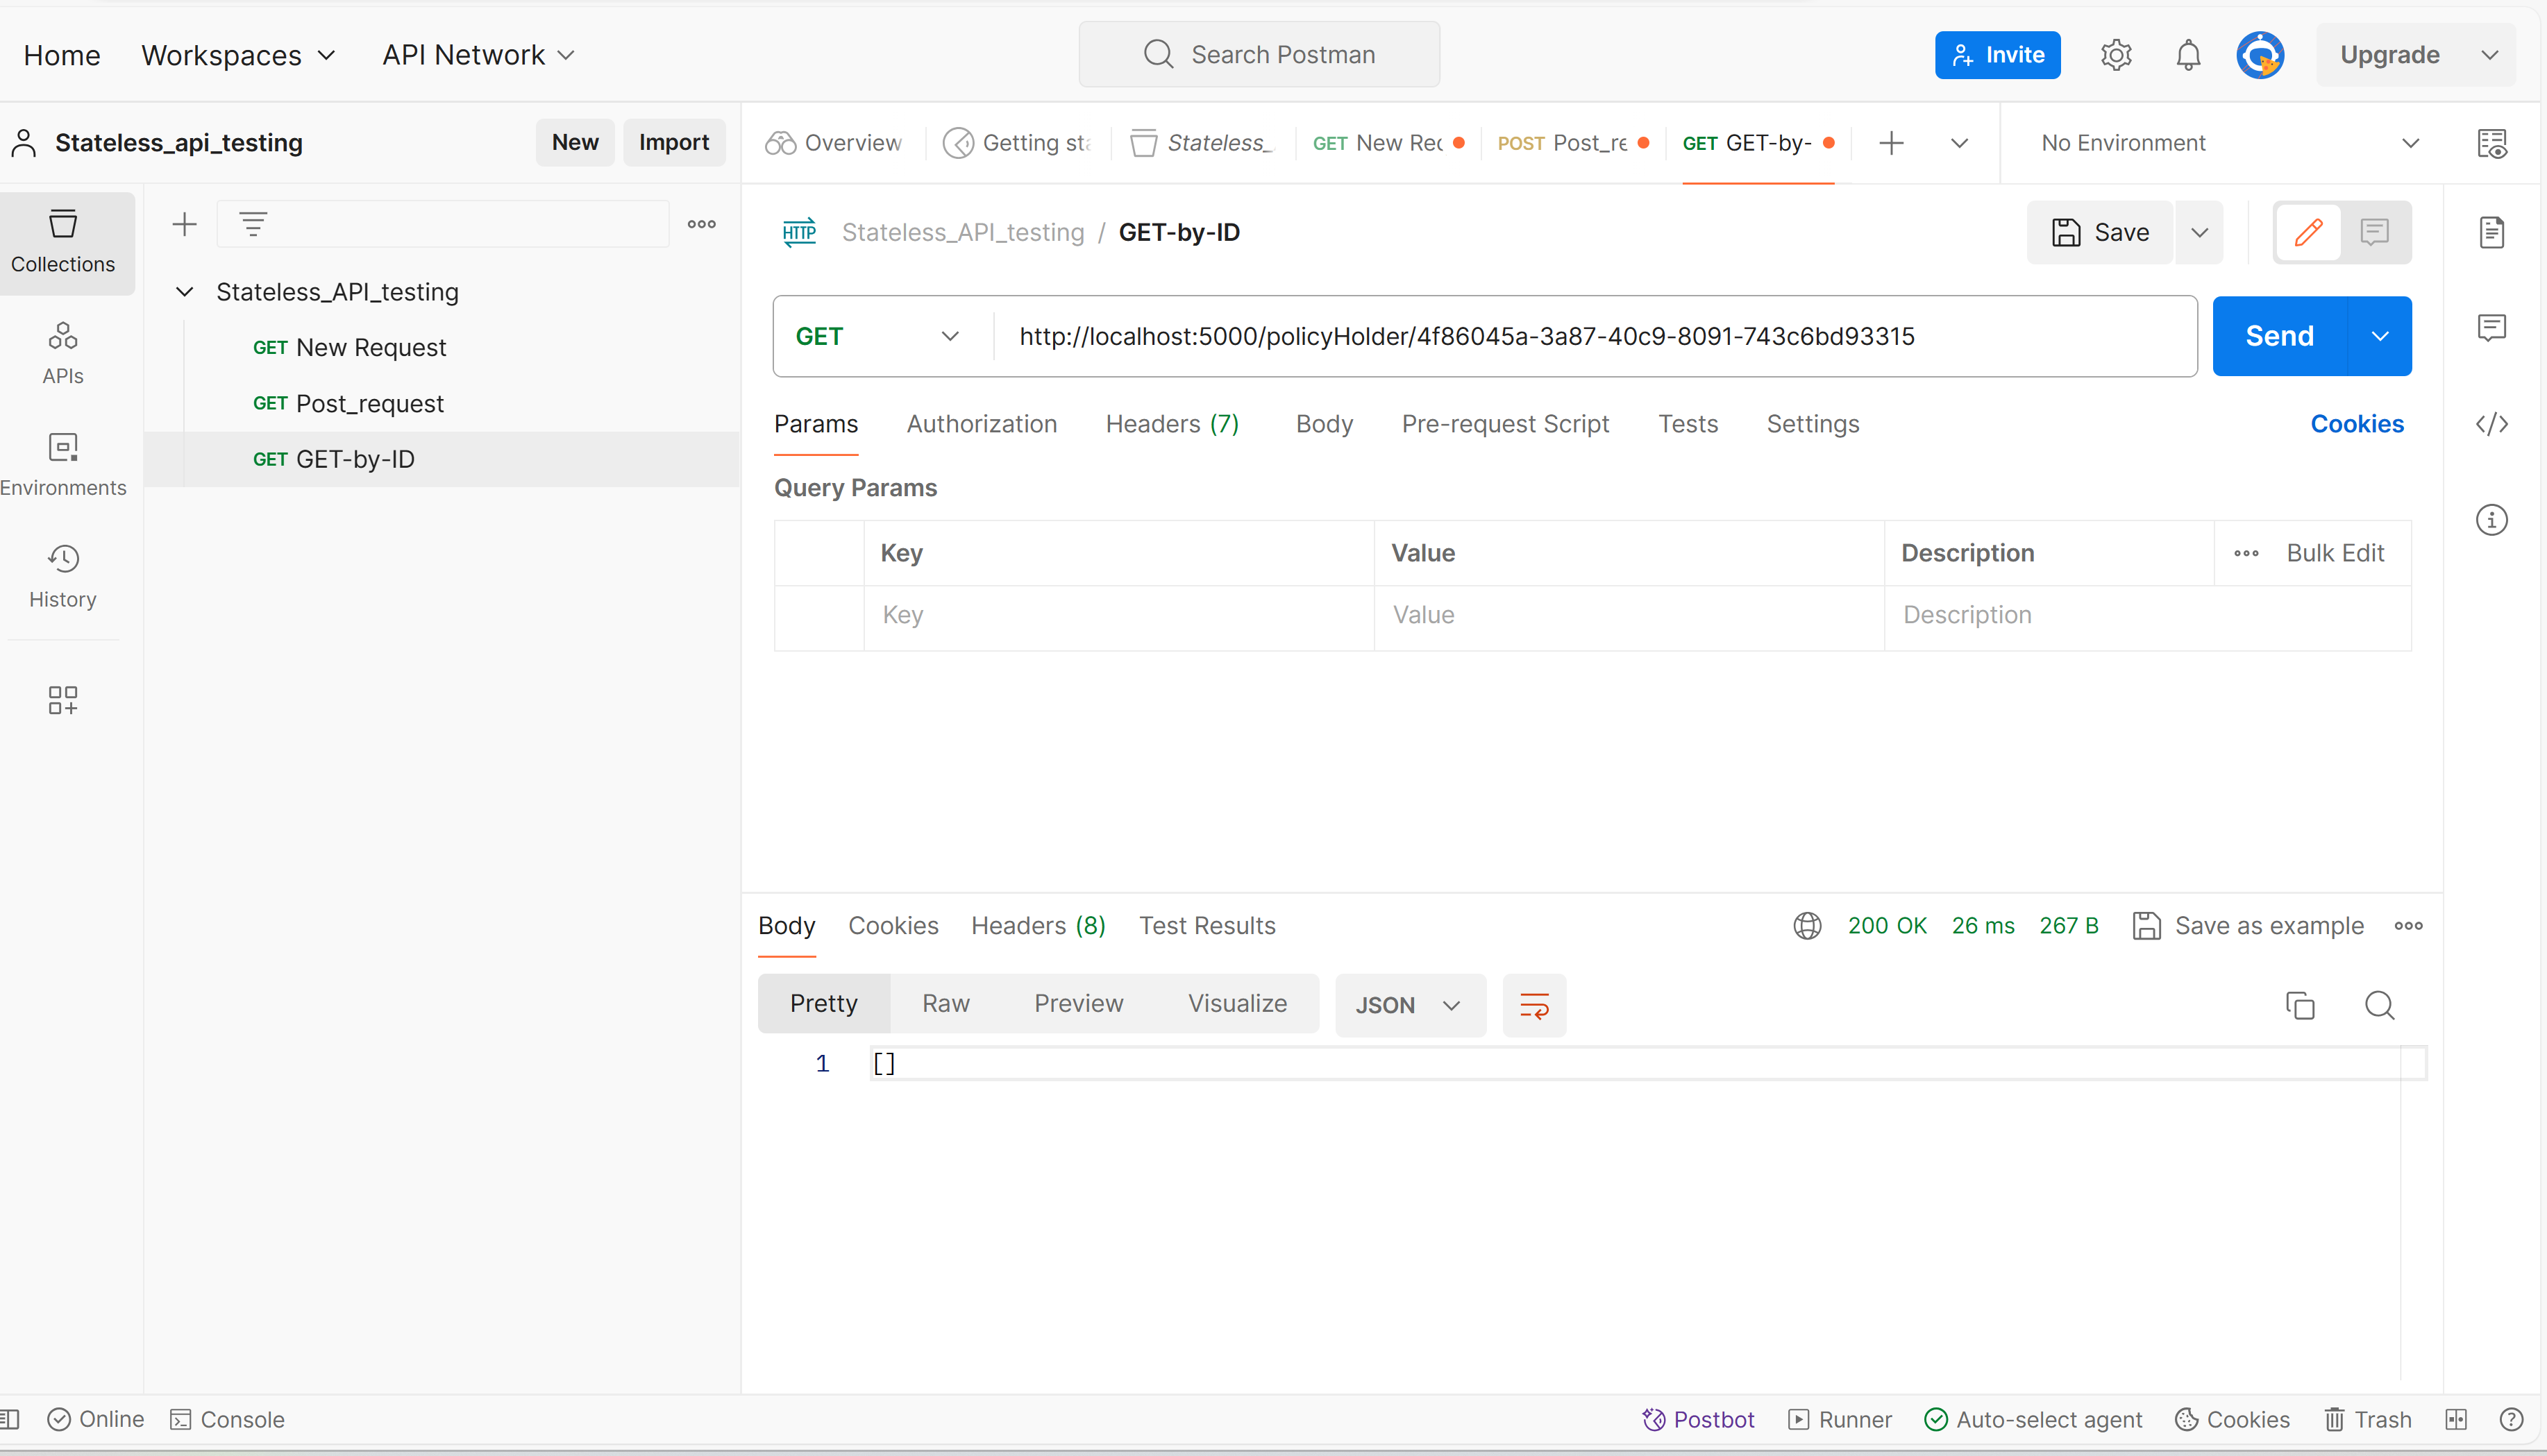 Home Workspaces API Network Search Postman Invite Upgrade
Stateless_api_testing New Import
Overview Getting sta Stateless_ GET New Rec POST Post_re GET GET-by- No Environment
Collections
APIs
Environments
History
Stateless_API_testing
GET New Request
GET Post_request
GET GET-by-ID
HTTP Stateless_API_testing / GET-by-ID Save
GET http://localhost:5000/policyHolder/4f86045a-3a87-40c9-8091-743c6bd93315 Send
Params Authorization Headers (7) Body Pre-request Script Tests Settings Cookies
Query Params
Key Value Description Bulk Edit
Key Value Description
Body Cookies Headers (8) Test Results 200 OK 26 ms 267 B Save as example
Pretty Raw Preview Visualize JSON
1 []
Online Console Postbot Runner Auto-select agent Cookies Trash